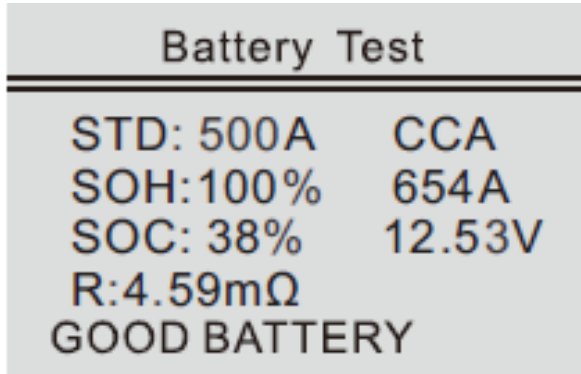 Battery Test
STD: 500A CCA
SOH:100% 654A
SOC: 38% 12.53V
R:4.59mΩ
GOOD BATTERY